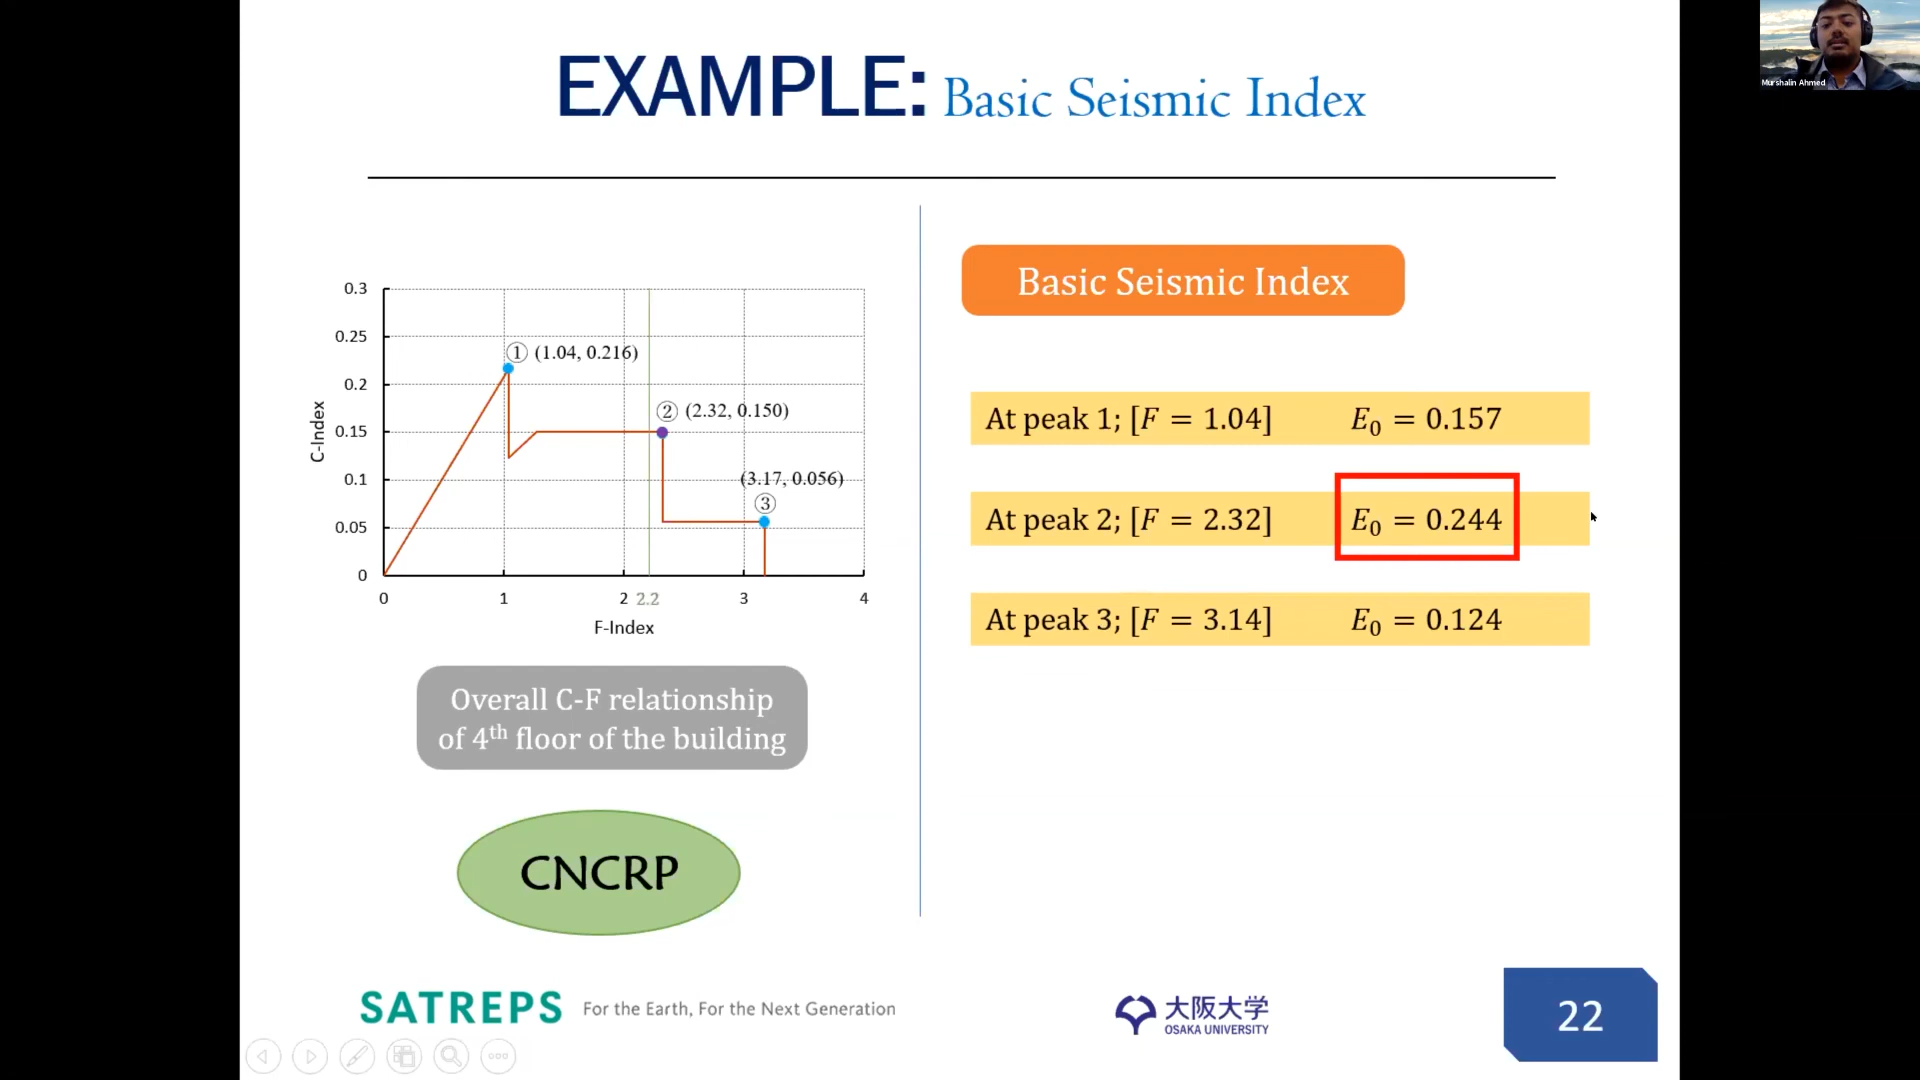 EXAMPLE: Basic Seismic Index
Murshalin Ahmed
0.3
0.25
0.2
0.15
0.1
0.05
0
C-Index
① (1.04, 0.216)
② (2.32, 0.150)
(3.17, 0.056)
③
0 1 2 2.2 3 4
F-Index
Overall C-F relationship
of 4th floor of the building
CNCRP
Basic Seismic Index
At peak 1; [F = 1.04] E₀ = 0.157
At peak 2; [F = 2.32] E₀ = 0.244
At peak 3; [F = 3.14] E₀ = 0.124
SATREPS For the Earth, For the Next Generation
大阪大学
OSAKA UNIVERSITY
22